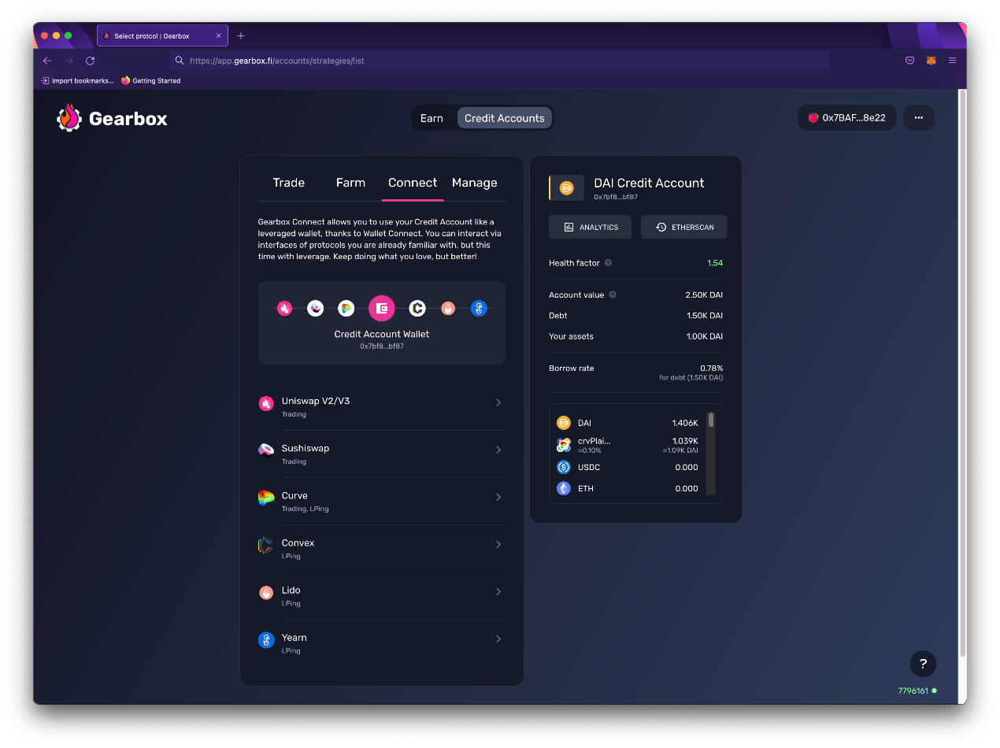 Select protcol | Gearbox
https://app.gearbox.fi/accounts/strategies/list
Import bookmarks...
Getting Started
Gearbox
Earn
Credit Accounts
0x7BAF...8e22
Trade
Farm
Connect
Manage
Gearbox Connect allows you to use your Credit Account like a
leveraged wallet, thanks to Wallet Connect. You can interact via
interfaces of protocols you are already familiar with, but this
time with leverage. Keep doing what you love, but better!
Credit Account Wallet
0x7bf8...bf87
Uniswap V2/V3
Trading
Sushiswap
Trading
Curve
Trading, LPing
Convex
LPing
Lido
LPing
Yearn
LPing
DAI Credit Account
0x7bf8...bf87
ANALYTICS
ETHERSCAN
Health factor ?
1.54
Account value ?
2.50K DAI
Debt
1.50K DAI
Your assets
1.00K DAI
Borrow rate
0.78%
for debt (1.50K DAI)
DAI
1.406K
crvPlai...
1.039K
≈0.10%
≈1.09K DAI
USDC
0.000
ETH
0.000
?
7796161